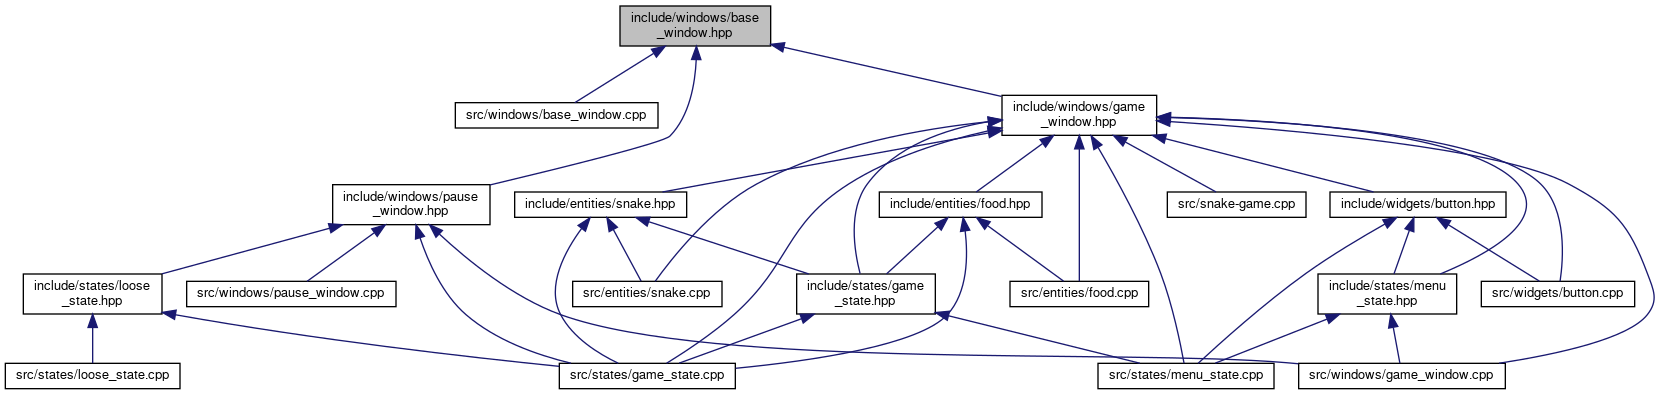 include/windows/base
_window.hpp
src/windows/base_window.cpp
include/windows/game
_window.hpp
include/windows/pause
_window.hpp
include/entities/snake.hpp
include/entities/food.hpp
src/snake-game.cpp
include/widgets/button.hpp
include/states/loose
_state.hpp
src/windows/pause_window.cpp
src/entities/snake.cpp
include/states/game
_state.hpp
src/entities/food.cpp
include/states/menu
_state.hpp
src/widgets/button.cpp
src/states/loose_state.cpp
src/states/game_state.cpp
src/states/menu_state.cpp
src/windows/game_window.cpp